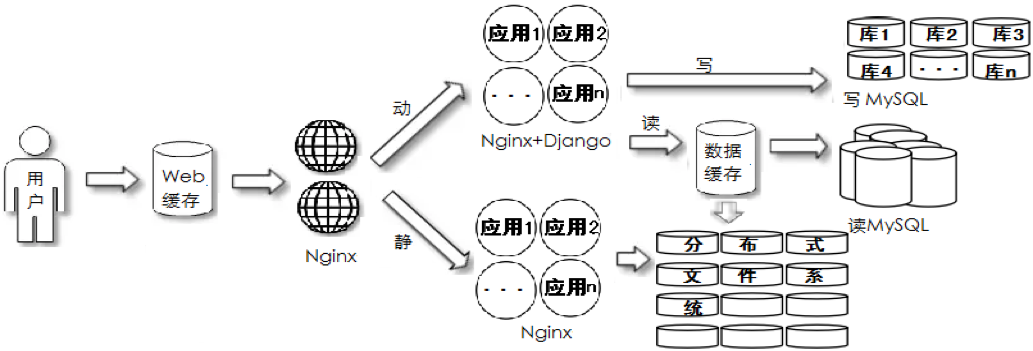 用
户
Web
缓存
Nginx
动
静
应用1
应用2
- - -
应用n
Nginx+Django
写
读
数据
缓存
库1
库2
库3
库4
- - -
库n
写 MySQL
读MySQL
应用1
应用2
- - -
应用n
Nginx
分 布 式
文 件 系
统